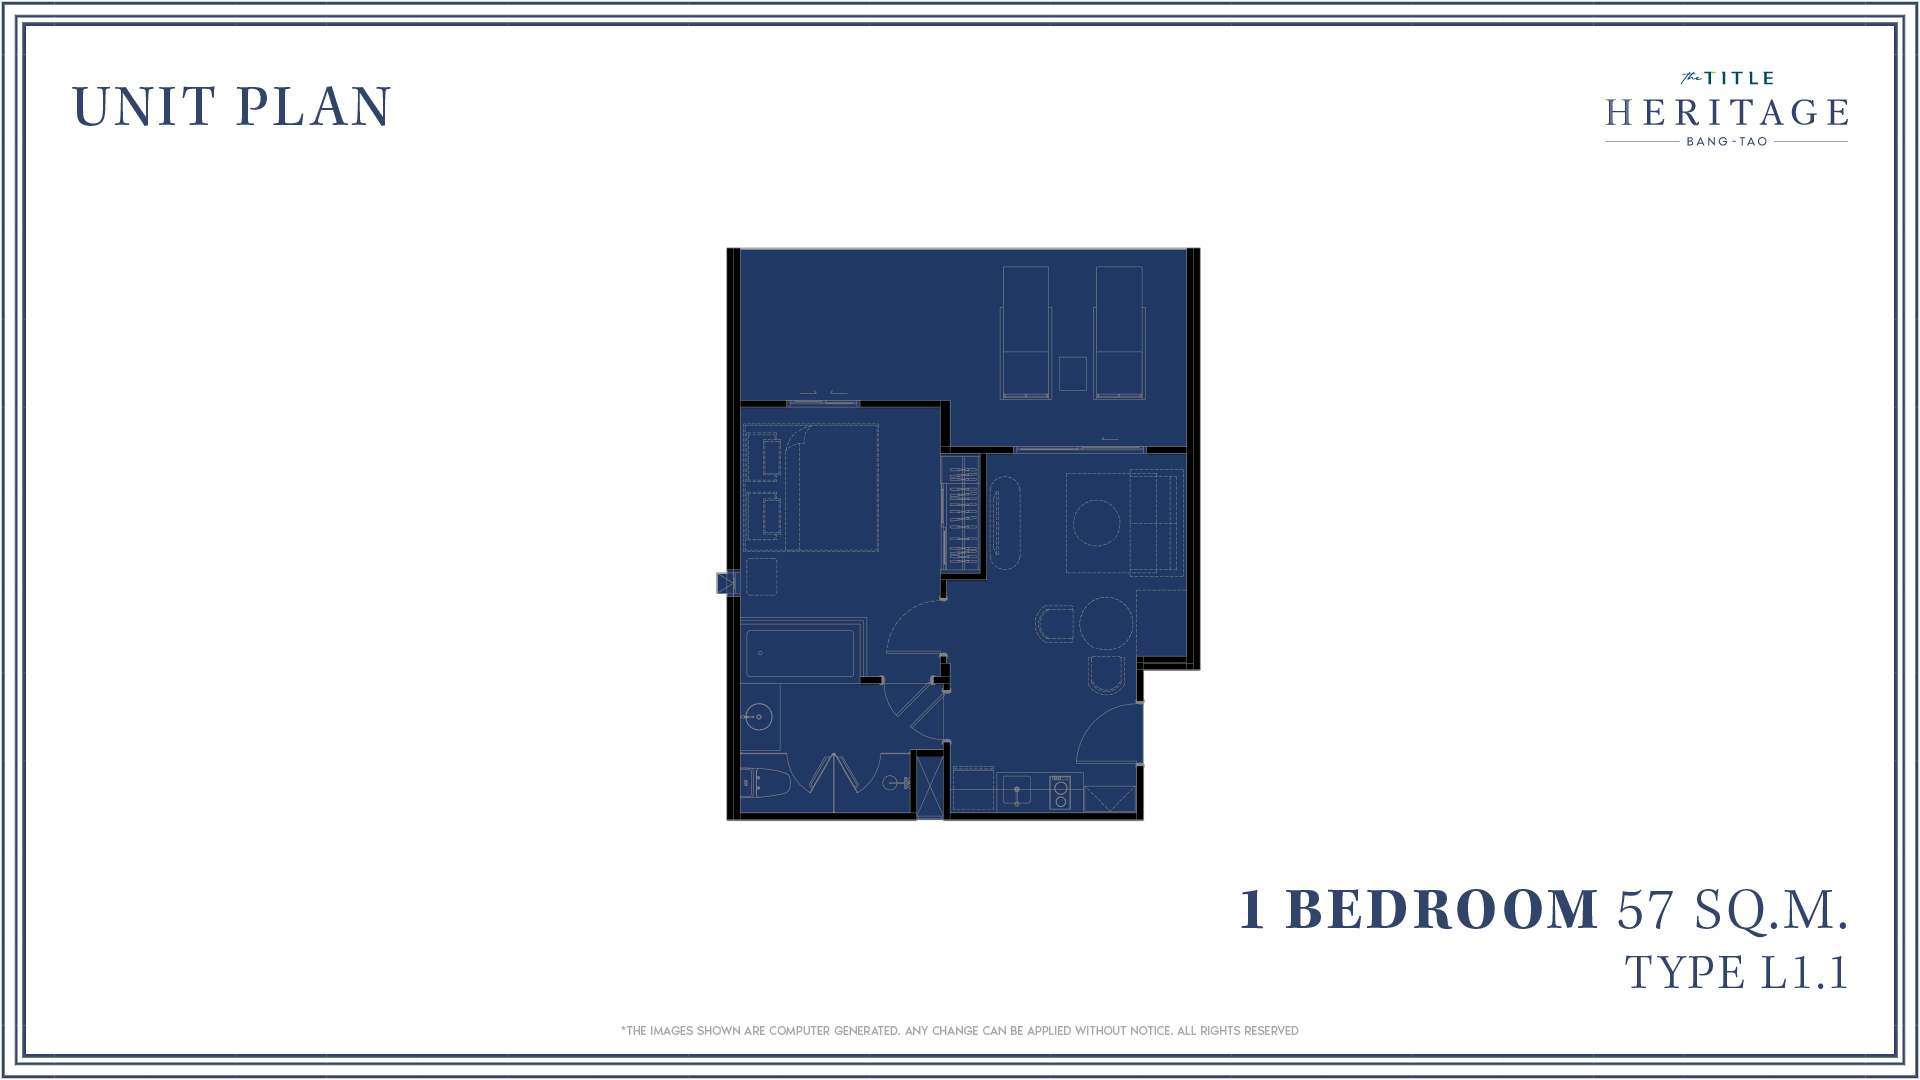 UNIT PLAN
the TITLE
HERITAGE
BANG-TAO
1 BEDROOM 57 SQ.M.
TYPE L1.1
*THE IMAGES SHOWN ARE COMPUTER GENERATED. ANY CHANGE CAN BE APPLIED WITHOUT NOTICE. ALL RIGHTS RESERVED